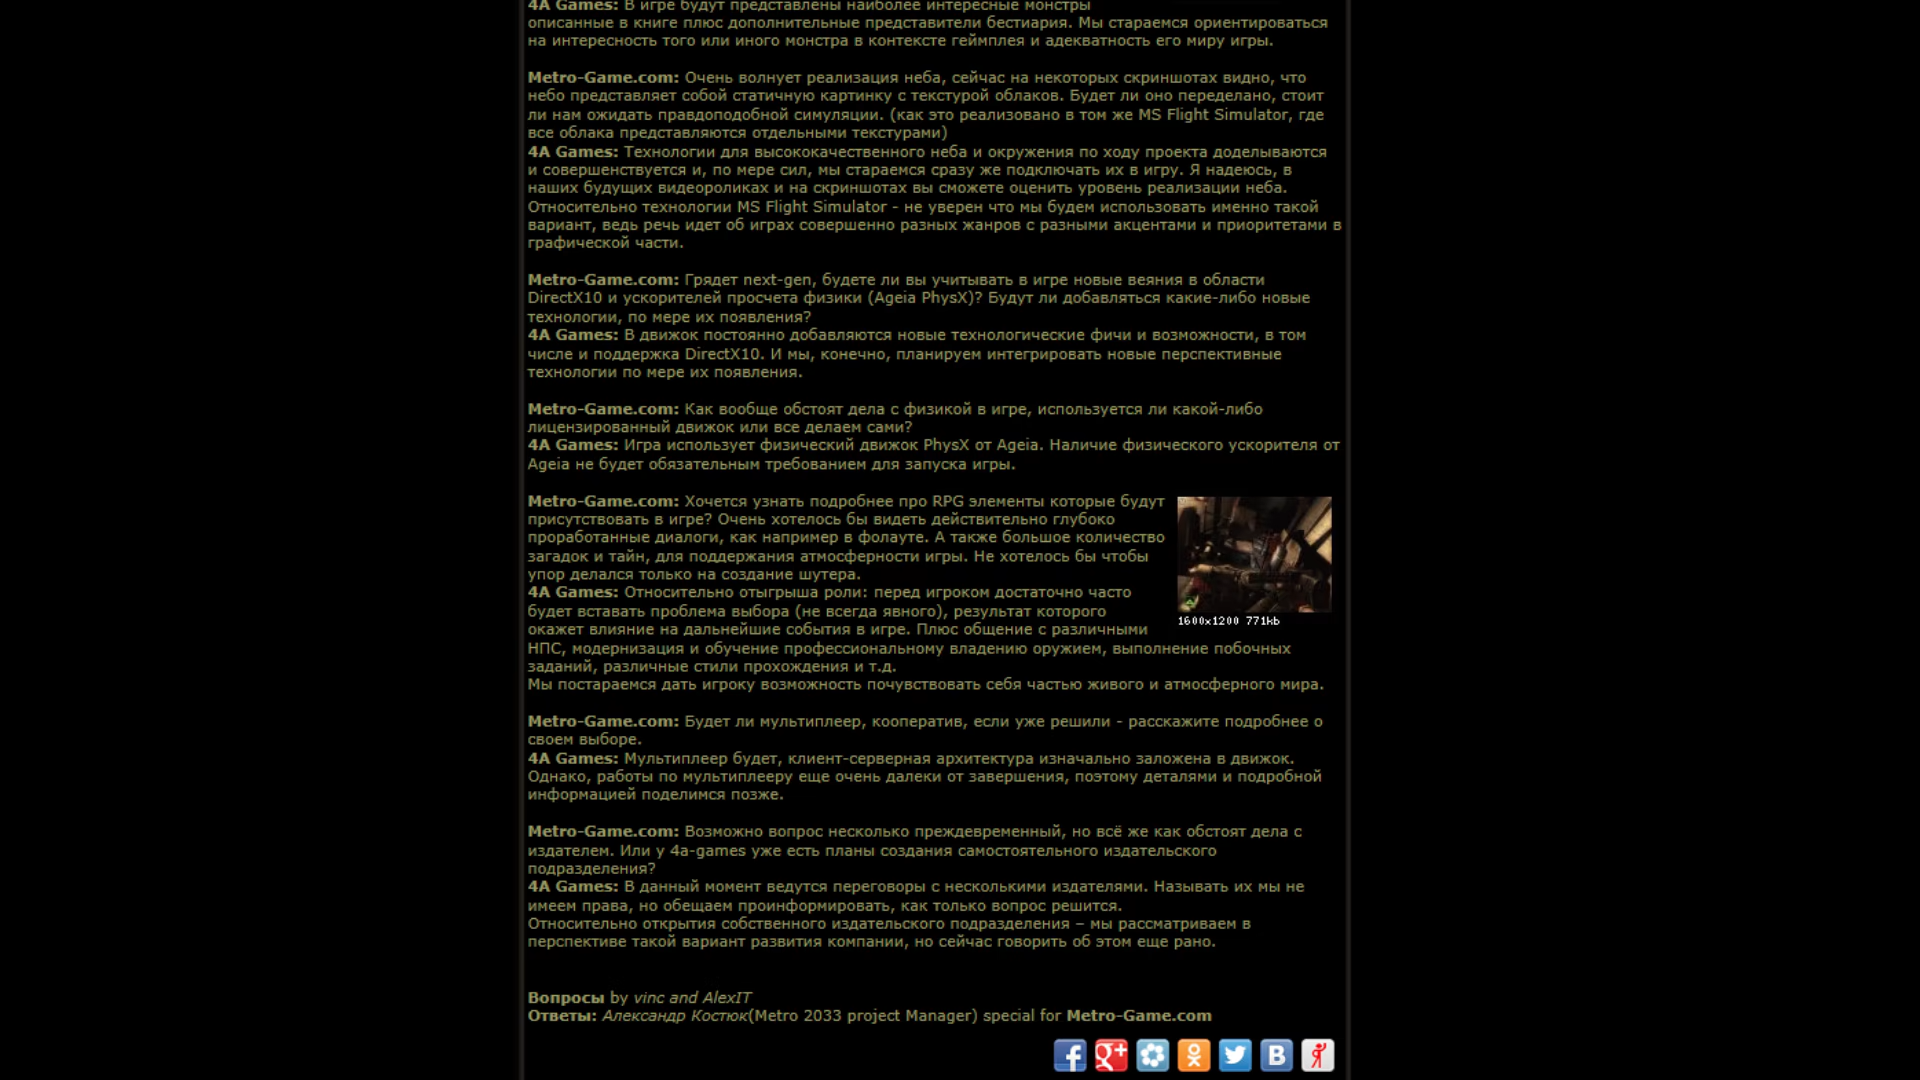 4A Games: В игре будут представлены наиболее интересные монстры
описанные в книге плюс дополнительные представители бестиария. Мы стараемся ориентироваться
на интересность того или иного монстра в контексте геймплея и адекватность его миру игры.
Metro-Game.com: Очень волнует реализация неба, сейчас на некоторых скриншотах видно, что
небо представляет собой статичную картинку с текстурой облаков. Будет ли оно переделано, стоит
ли нам ожидать правдоподобной симуляции. (как это реализовано в том же MS Flight Simulator, где
все облака представляются отдельными текстурами)
4A Games: Технологии для высококачественного неба и окружения по ходу проекта доделываются
и совершенствуется и, по мере сил, мы стараемся сразу же подключать их в игру. Я надеюсь, в
наших будущих видеороликах и на скриншотах вы сможете оценить уровень реализации неба.
Относительно технологии MS Flight Simulator - не уверен что мы будем использовать именно такой
вариант, ведь речь идет об играх совершенно разных жанров с разными акцентами и приоритетами в
графической части.
Metro-Game.com: Грядет next-gen, будете ли вы учитывать в игре новые веяния в области
DirectX10 и ускорителей просчета физики (Ageia PhysX)? Будут ли добавляться какие-либо новые
технологии, по мере их появления?
4A Games: В движок постоянно добавляются новые технологические фичи и возможности, в том
числе и поддержка DirectX10. И мы, конечно, планируем интегрировать новые перспективные
технологии по мере их появления.
Metro-Game.com: Как вообще обстоят дела с физикой в игре, используется ли какой-либо
лицензированный движок или все делаем сами?
4A Games: Игра использует физический движок PhysX от Ageia. Наличие физического ускорителя от
Ageia не будет обязательным требованием для запуска игры.
Metro-Game.com: Хочется узнать подробнее про RPG элементы которые будут
присутствовать в игре? Очень хотелось бы видеть действительно глубоко
проработанные диалоги, как например в фолауте. А также большое количество
загадок и тайн, для поддержания атмосферности игры. Не хотелось бы чтобы
упор делался только на создание шутера.
4A Games: Относительно отыгрыша роли: перед игроком достаточно часто
будет вставать проблема выбора (не всегда явного), результат которого
окажет влияние на дальнейшие события в игре. Плюс общение с различными
1600x1200 771kb
НПС, модернизация и обучение профессиональному владению оружием, выполнение побочных
заданий, различные стили прохождения и т.д.
Мы постараемся дать игроку возможность почувствовать себя частью живого и атмосферного мира.
Metro-Game.com: Будет ли мультиплеер, кооператив, если уже решили - расскажите подробнее о
своем выборе.
4A Games: Мультиплеер будет, клиент-серверная архитектура изначально заложена в движок.
Однако, работы по мультиплееру еще очень далеки от завершения, поэтому деталями и подробной
информацией поделимся позже.
Metro-Game.com: Возможно вопрос несколько преждевременный, но всё же как обстоят дела с
издателем. Или у 4a-games уже есть планы создания самостоятельного издательского
подразделения?
4A Games: В данный момент ведутся переговоры с несколькими издателями. Называть их мы не
имеем права, но обещаем проинформировать, как только вопрос решится.
Относительно открытия собственного издательского подразделения – мы рассматриваем в
перспективе такой вариант развития компании, но сейчас говорить об этом еще рано.
Вопросы by vinc and AlexIT
Ответы: Александр Костюк(Metro 2033 project Manager) special for Metro-Game.com